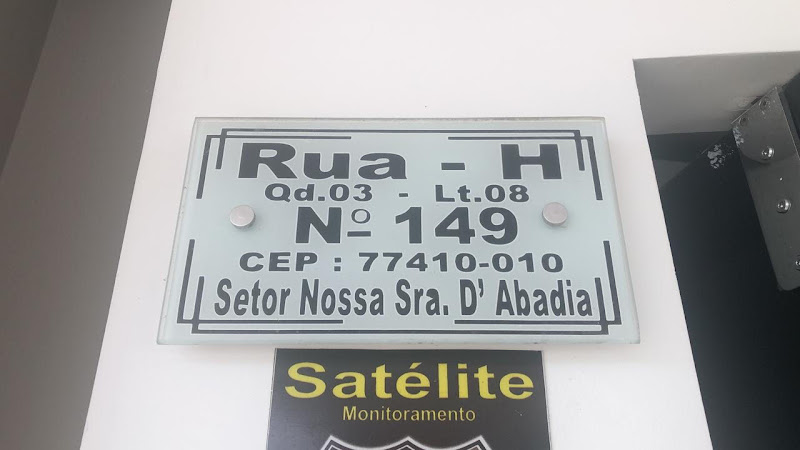 Rua - H
Qd.03 - Lt.08
Nº 149
CEP : 77410-010
Setor Nossa Sra. D' Abadia
Satélite
Monitoramento